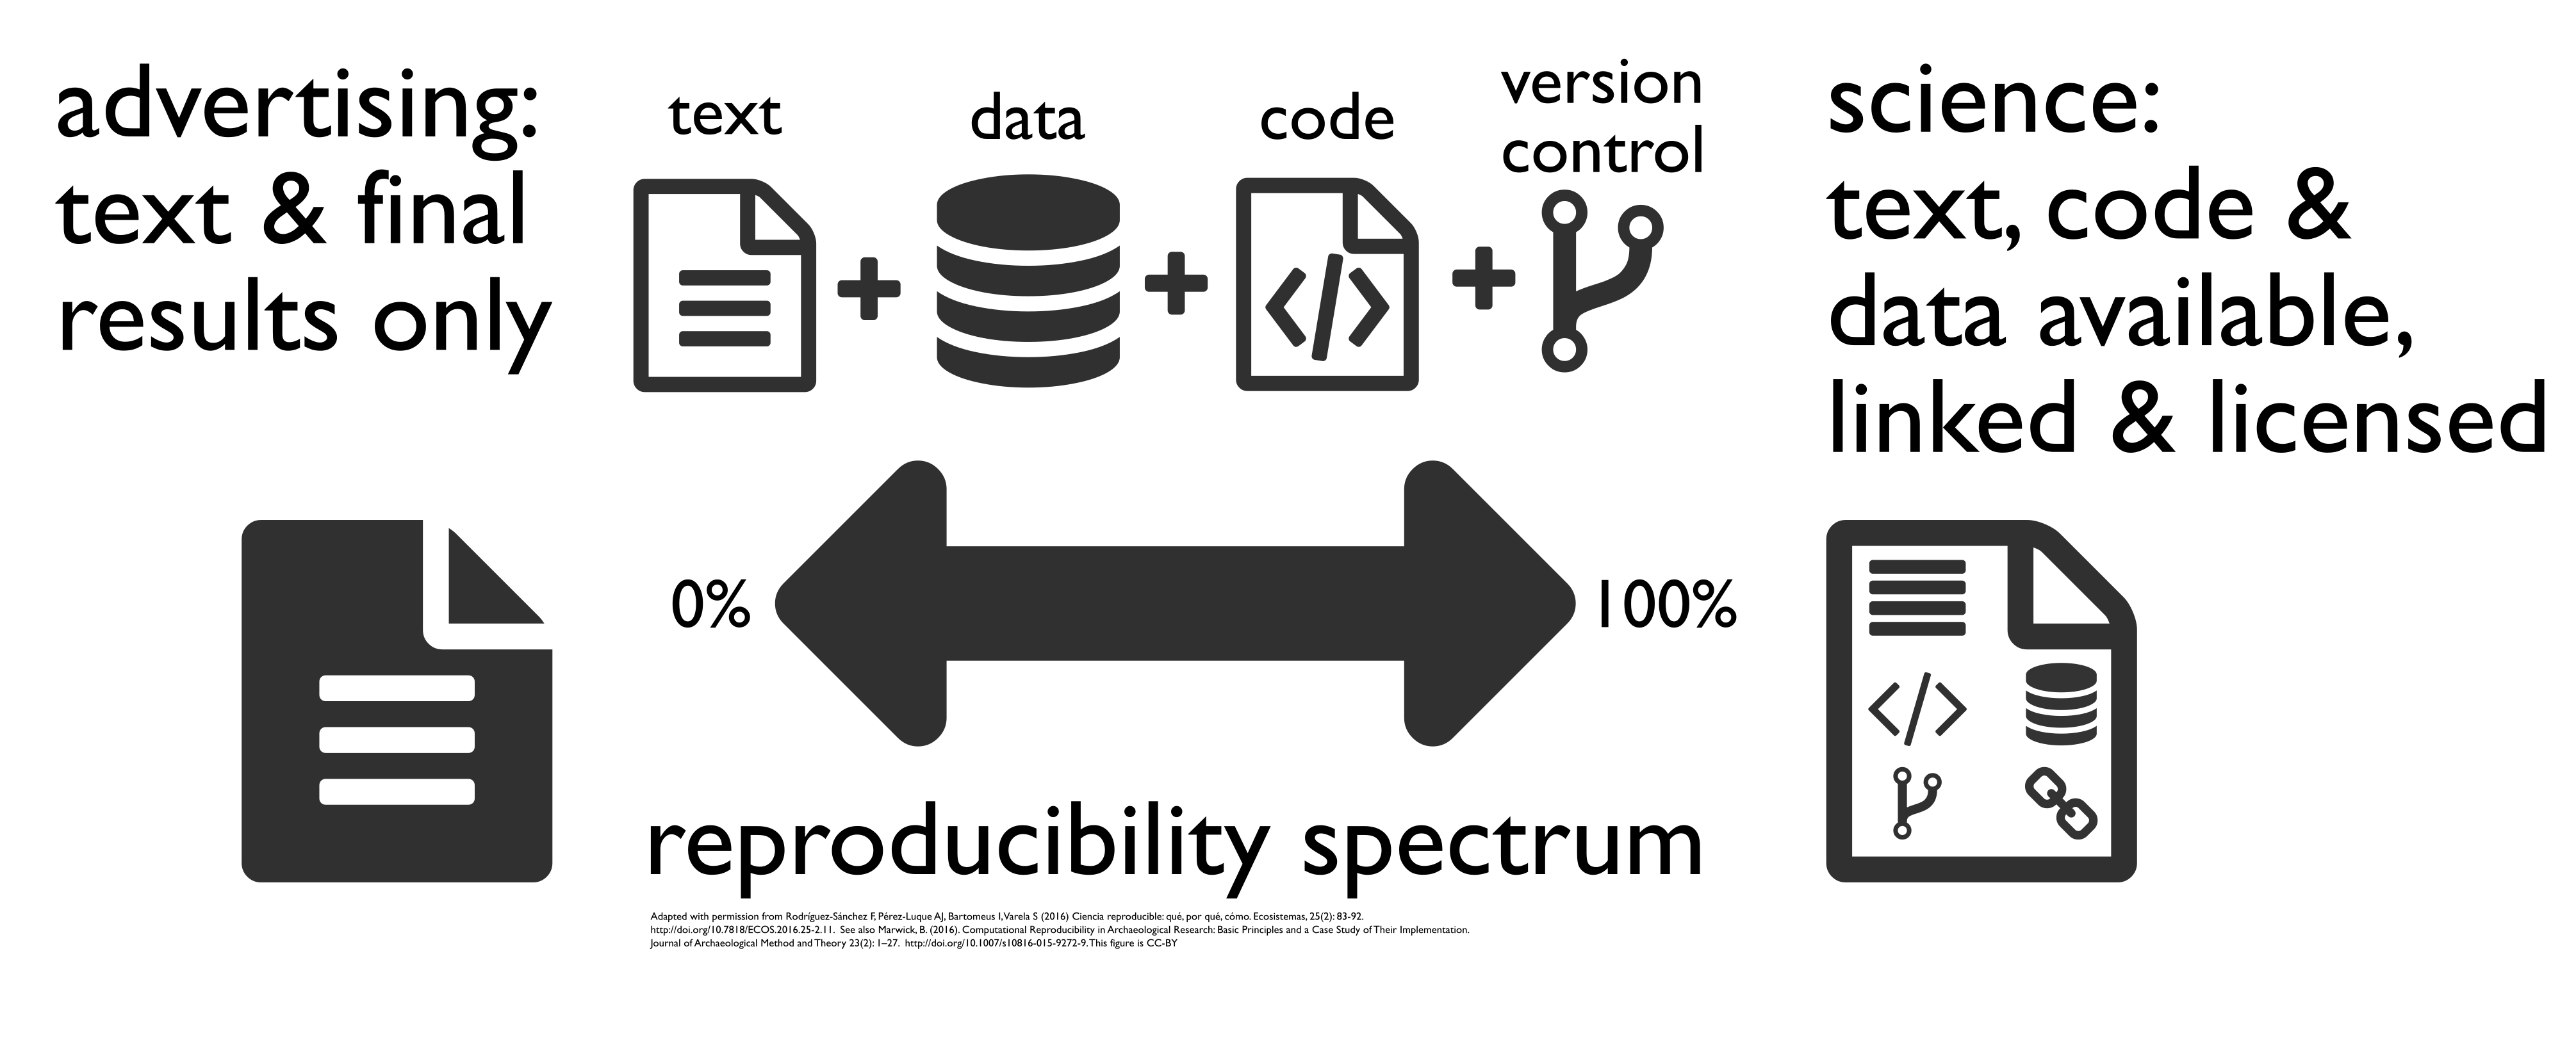 advertising:
text & final
results only
text
data
code
version
control
science:
text, code &
data available,
linked & licensed
0%
100%
reproducibility spectrum
Adapted with permission from Rodríguez-Sánchez F, Pérez-Luque AJ, Bartomeus I, Varela S (2016) Ciencia reproducible: qué, por qué, cómo. Ecosistemas, 25(2): 83-92.
http://doi.org/10.7818/ECOS.2016.25-2.11. See also Marwick, B. (2016). Computational Reproducibility in Archaeological Research: Basic Principles and a Case Study of Their Implementation.
Journal of Archaeological Method and Theory 23(2): 1–27. http://doi.org/10.1007/s10816-015-9272-9. This figure is CC-BY